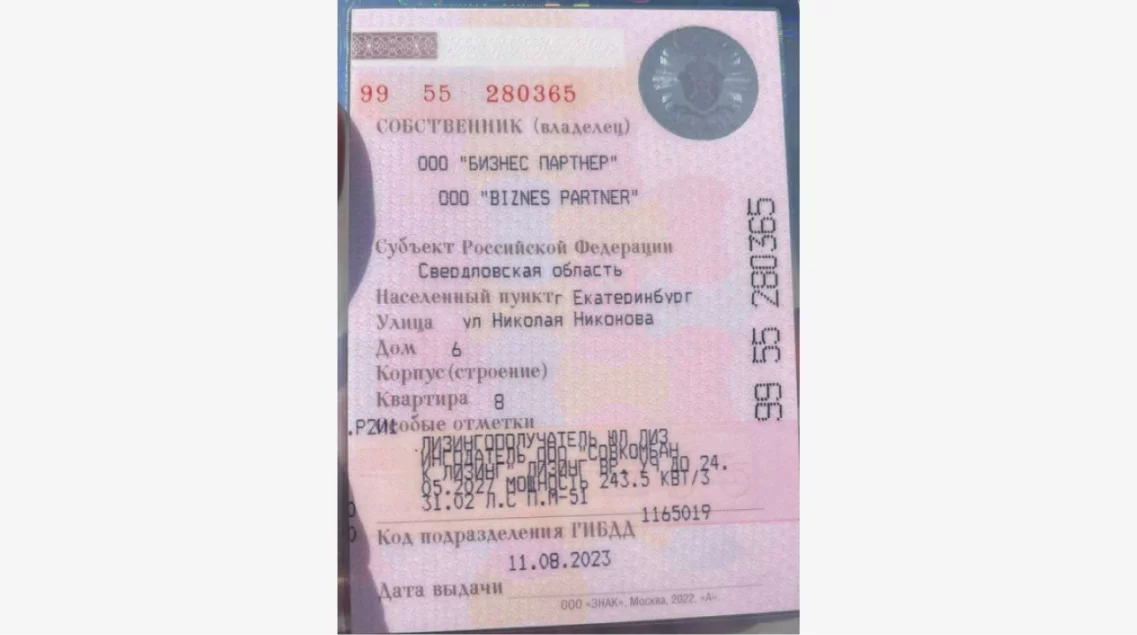 99 55 280365
СОБСТВЕННИК (владелец)
ООО "БИЗНЕС ПАРТНЕР"
ООО "BIZNES PARTNER"
Субъект Российской Федерации
Свердловская область
Населенный пункт г Екатеринбург
Улица ул Николая Никонова
Дом 6
Корпус (строение)
Квартира 8
Особые отметки
ЛИЗИНГОПОЛУЧАТЕЛЬ ЮЛ ЛИЗ
ИНГОДАТЕЛЬ ООО "СОВКОМБАН
К ЛИЗИНГ" ЛИЗИНГ ВР. УЧ ДО 24.
05.2027 МОЩНОСТЬ 243.5 КВТ/3
31.02 Л.С П.М-51
1165019
Код подразделения ГИБДД
11.08.2023
Дата выдачи
ООО «ЗНАК», Москва, 2022, «А».
99 55 280365